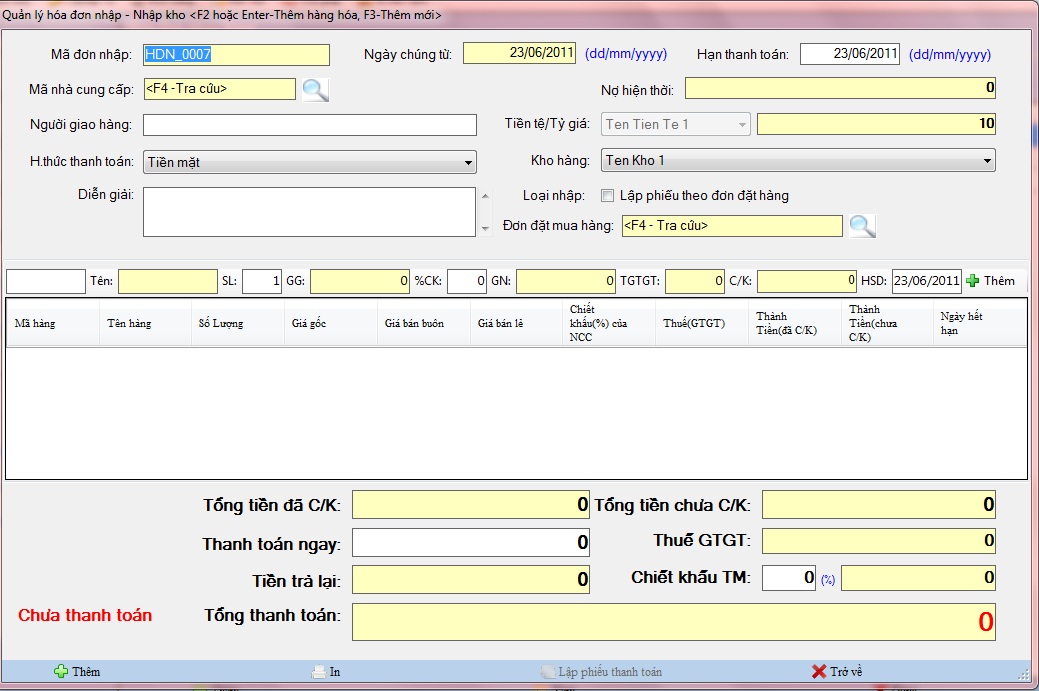 Quản lý hóa đơn nhập - Nhập kho <F2 hoặc Enter-Thêm hàng hóa, F3-Thêm mới>
Mã đơn nhập: HDN_0007 Ngày chúng từ: 23/06/2011 (dd/mm/yyyy) Hạn thanh toán: 23/06/2011 (dd/mm/yyyy)
Mã nhà cung cấp: <F4 -Tra cứu> Nợ hiện thời: 0
Người giao hàng: Tiền tệ/Tỷ giá: Ten Tien Te 1 10
H.thức thanh toán: Tiền mặt Kho hàng: Ten Kho 1
Diễn giải: Loại nhập: Lập phiếu theo đơn đặt hàng
Đơn đặt mua hàng: <F4 - Tra cứu>
Tên: SL: 1 GG: 0 %CK: 0 GN: 0 TGTGT: 0 C/K: 0 HSD: 23/06/2011 Thêm
Mã hàng Tên hàng Số Lượng Giá gốc Giá bán buôn Giá bán lẻ Chiết khấu(%) của NCC Thuế(GTGT) Thành Tiền(đã C/K) Thành Tiền(chưa C/K) Ngày hết hạn
Tổng tiền đã C/K: 0 Tổng tiền chưa C/K: 0
Thanh toán ngay: 0 Thuế GTGT: 0
Tiền trả lại: 0 Chiết khấu TM: 0 (%) 0
Chưa thanh toán Tổng thanh toán: 0
Thêm In Lập phiếu thanh toán Trở về